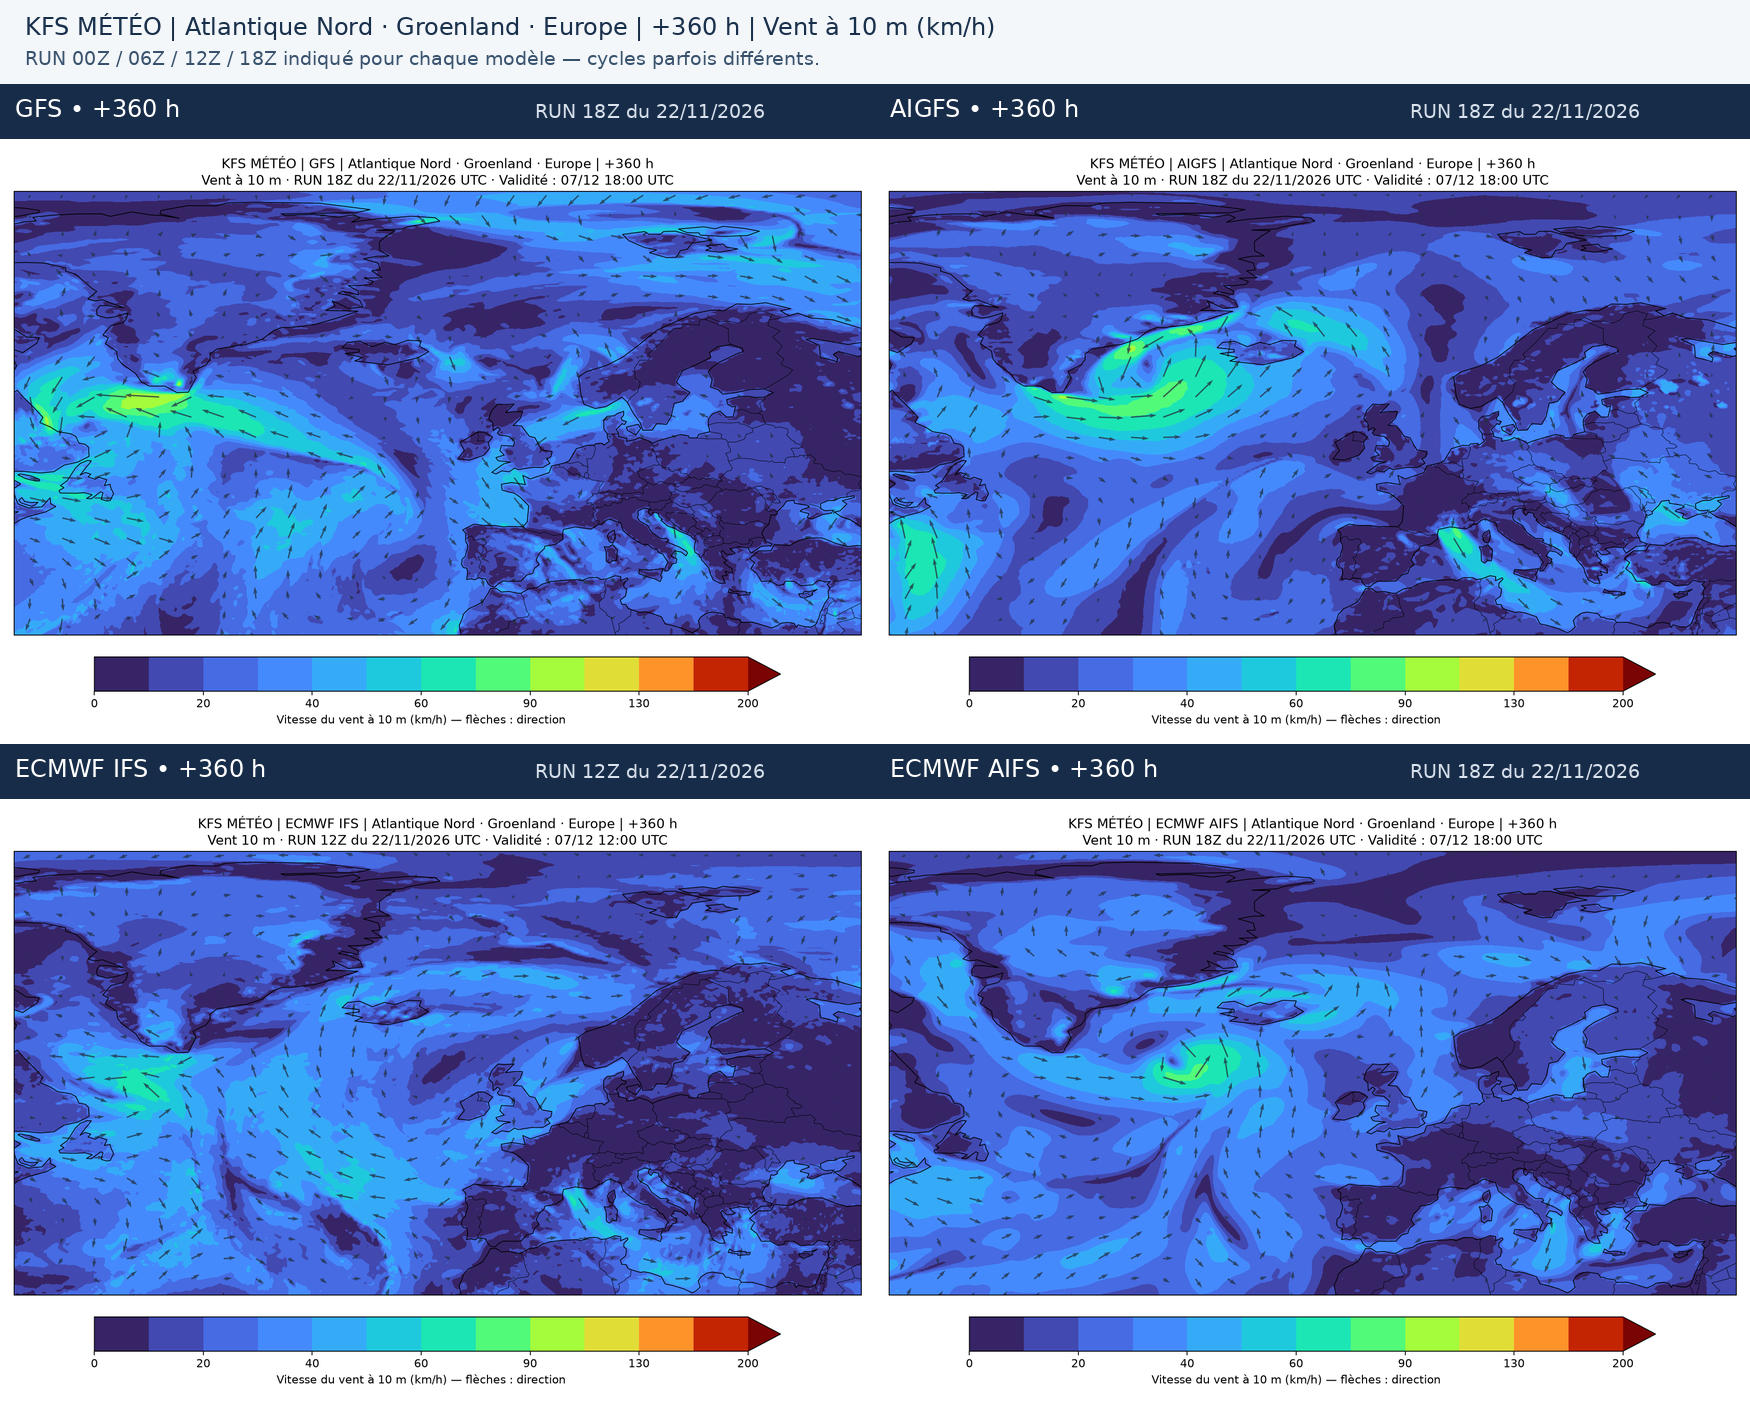 KFS MÉTÉO | Atlantique Nord · Groenland · Europe | +360 h | Vent à 10 m (km/h)
RUN 00Z / 06Z / 12Z / 18Z indiqué pour chaque modèle — cycles parfois différents.
GFS • +360 h
RUN 18Z du 22/11/2026
AIGFS • +360 h
RUN 18Z du 22/11/2026
KFS MÉTÉO | GFS | Atlantique Nord · Groenland · Europe | +360 h
Vent à 10 m · RUN 18Z du 22/11/2026 UTC · Validité : 07/12 18:00 UTC
KFS MÉTÉO | AIGFS | Atlantique Nord · Groenland · Europe | +360 h
Vent à 10 m · RUN 18Z du 22/11/2026 UTC · Validité : 07/12 18:00 UTC
0 20 40 60 90 130 200
Vitesse du vent à 10 m (km/h) — flèches : direction
0 20 40 60 90 130 200
Vitesse du vent à 10 m (km/h) — flèches : direction
ECMWF IFS • +360 h
RUN 12Z du 22/11/2026
ECMWF AIFS • +360 h
RUN 18Z du 22/11/2026
KFS MÉTÉO | ECMWF IFS | Atlantique Nord · Groenland · Europe | +360 h
Vent 10 m · RUN 12Z du 22/11/2026 UTC · Validité : 07/12 12:00 UTC
KFS MÉTÉO | ECMWF AIFS | Atlantique Nord · Groenland · Europe | +360 h
Vent 10 m · RUN 18Z du 22/11/2026 UTC · Validité : 07/12 18:00 UTC
0 20 40 60 90 130 200
Vitesse du vent à 10 m (km/h) — flèches : direction
0 20 40 60 90 130 200
Vitesse du vent à 10 m (km/h) — flèches : direction